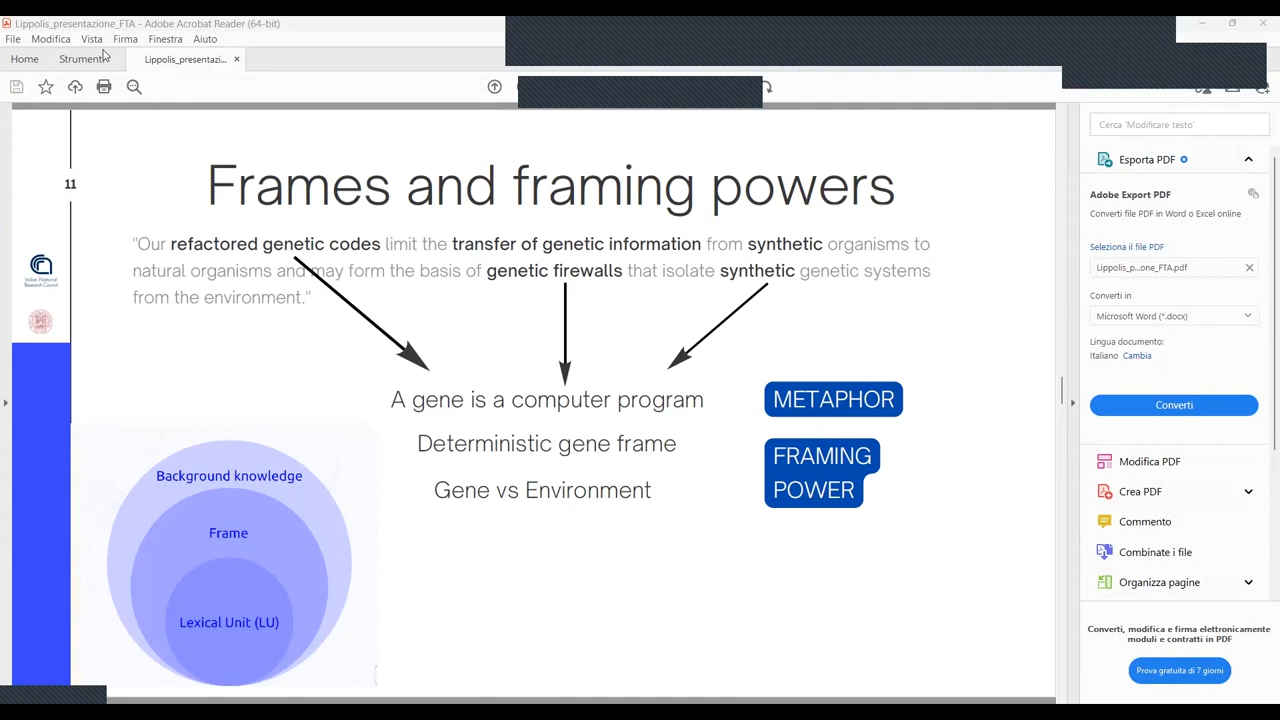 Lippolis_presentazione_FTA - Adobe Acrobat Reader (64-bit)
File Modifica Vista Firma Finestra Aiuto
Home Strumenti Lippolis_presentazi... ×
11
Frames and framing powers
"Our refactored genetic codes limit the transfer of genetic information from synthetic organisms to
natural organisms and may form the basis of genetic firewalls that isolate synthetic genetic systems
from the environment."
Italian National
Research Council
A gene is a computer program
METAPHOR
Deterministic gene frame
FRAMING
POWER
Gene vs Environment
Background knowledge
Frame
Lexical Unit (LU)
Cerca 'Modificare testo'
Esporta PDF
Adobe Export PDF
Converti file PDF in Word o Excel online
Seleziona il file PDF
Lippolis_p...one_FTA.pdf
Converti in
Microsoft Word (*.docx)
Lingua documento:
Italiano Cambia
Converti
Modifica PDF
Crea PDF
Commento
Combinate i file
Organizza pagine
Converti, modifica e firma elettronicamente
moduli e contratti in PDF
Prova gratuita di 7 giorni